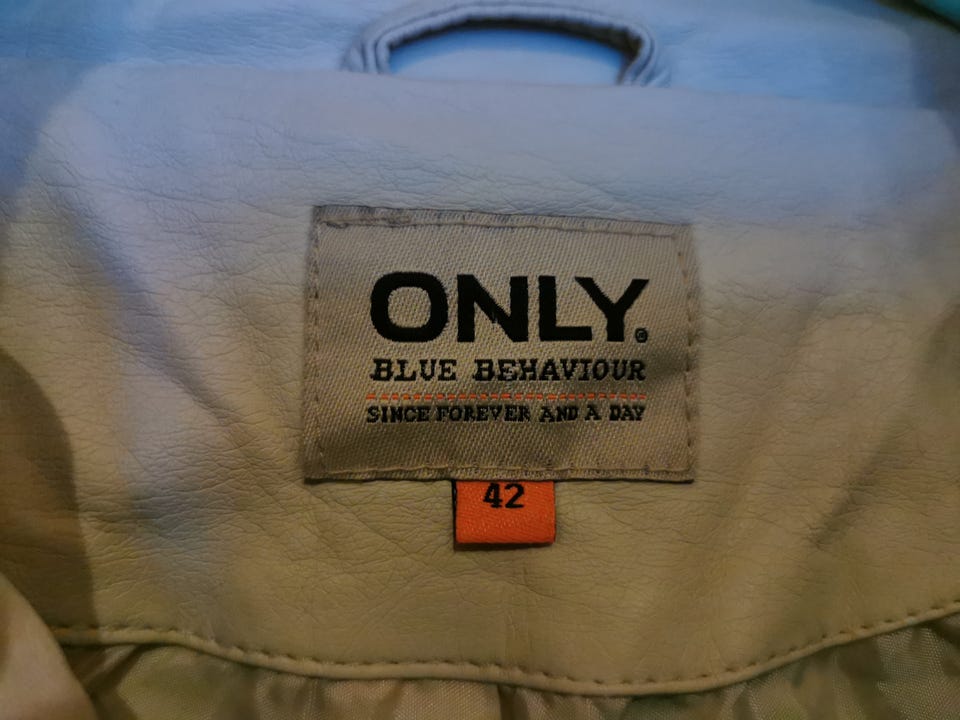 ONLY®
BLUE BEHAVIOUR
SINCE FOREVER AND A DAY
42